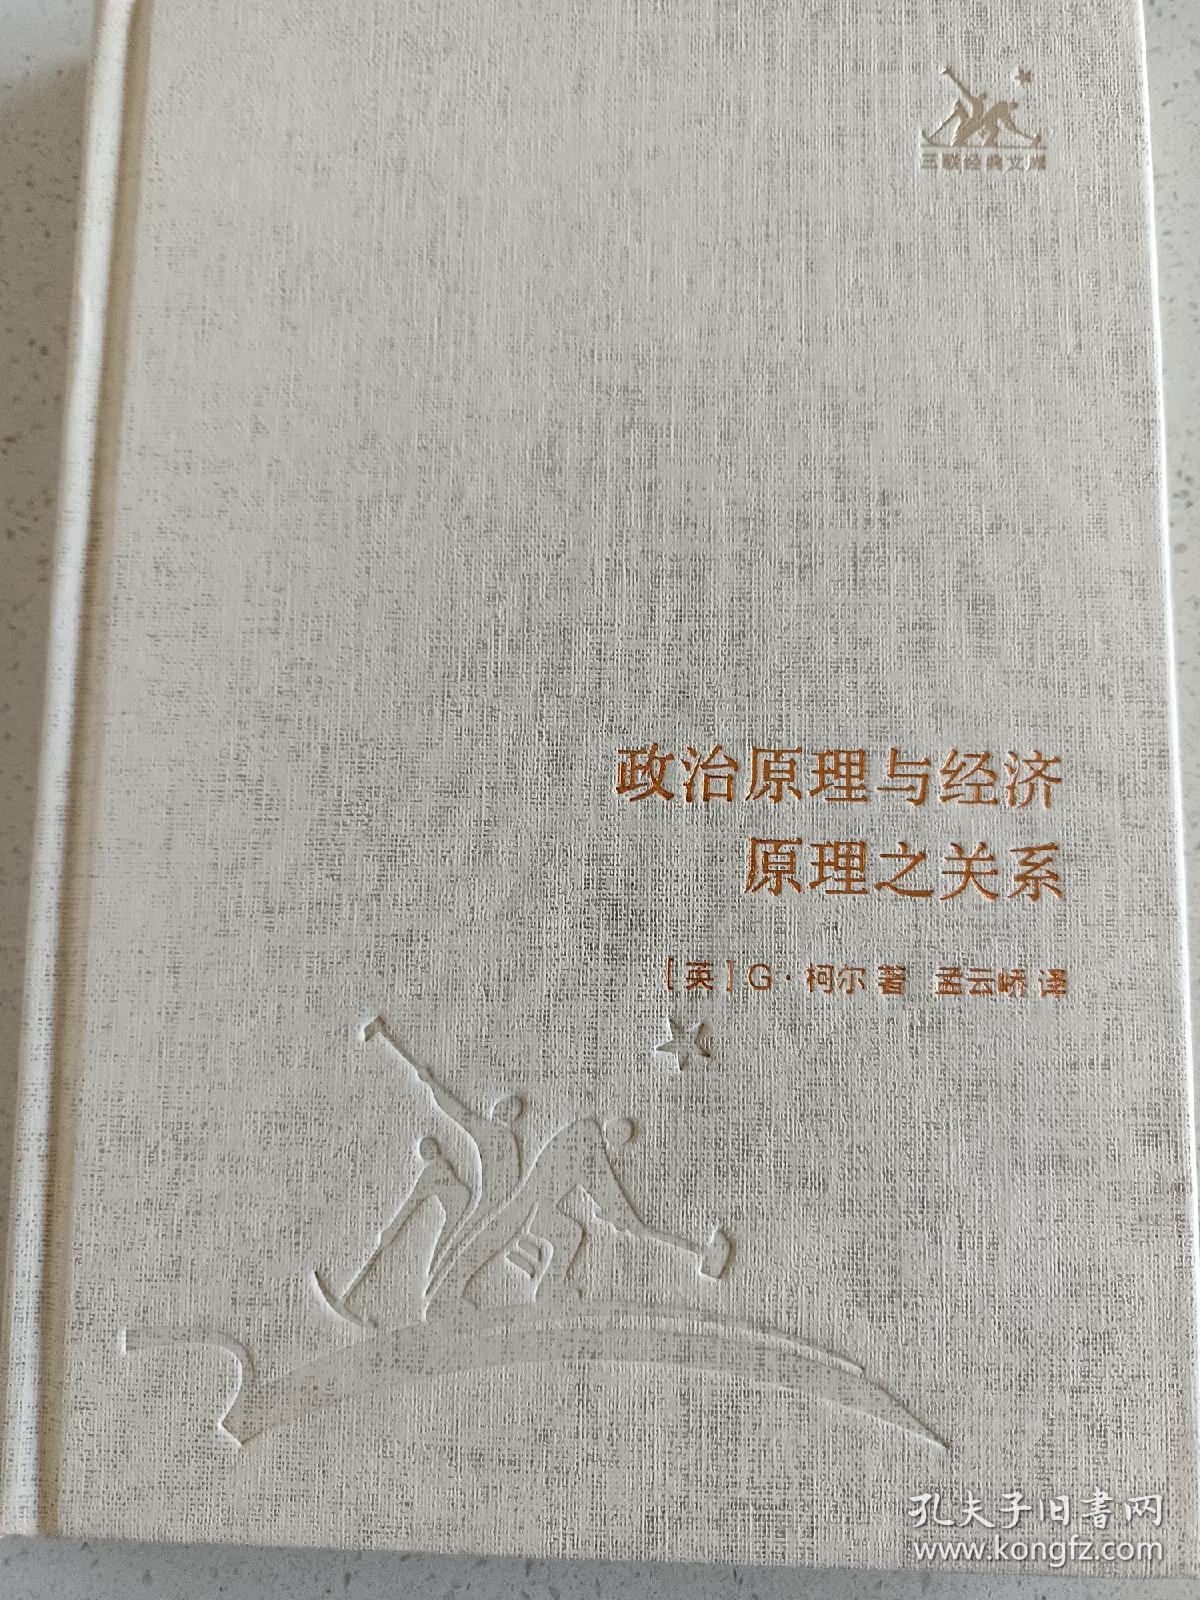 三联经典文库
政治原理与经济
原理之关系
[英]G·柯尔 著 孟云峤 译
孔夫子旧书网
www.kongfz.com